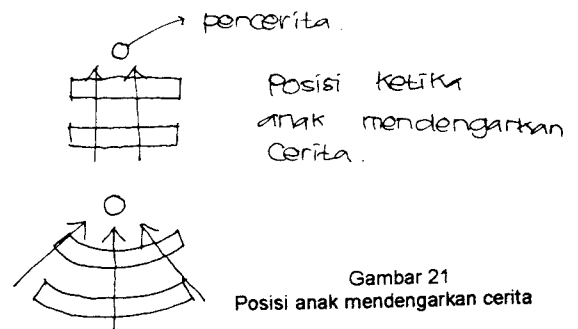 pencerita.
Posisi ketika
anak mendengarkan
Cerita.
Gambar 21
Posisi anak mendengarkan cerita